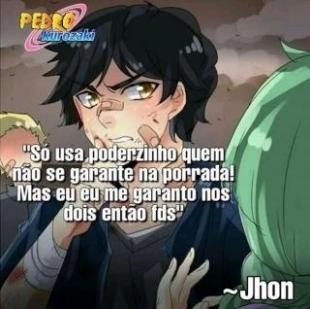 PEDRO
Kurozaki
"Só usa poderzinho quem
não se garante na porrada!
Mas eu eu me garanto nos
dois então fds"
~Jhon